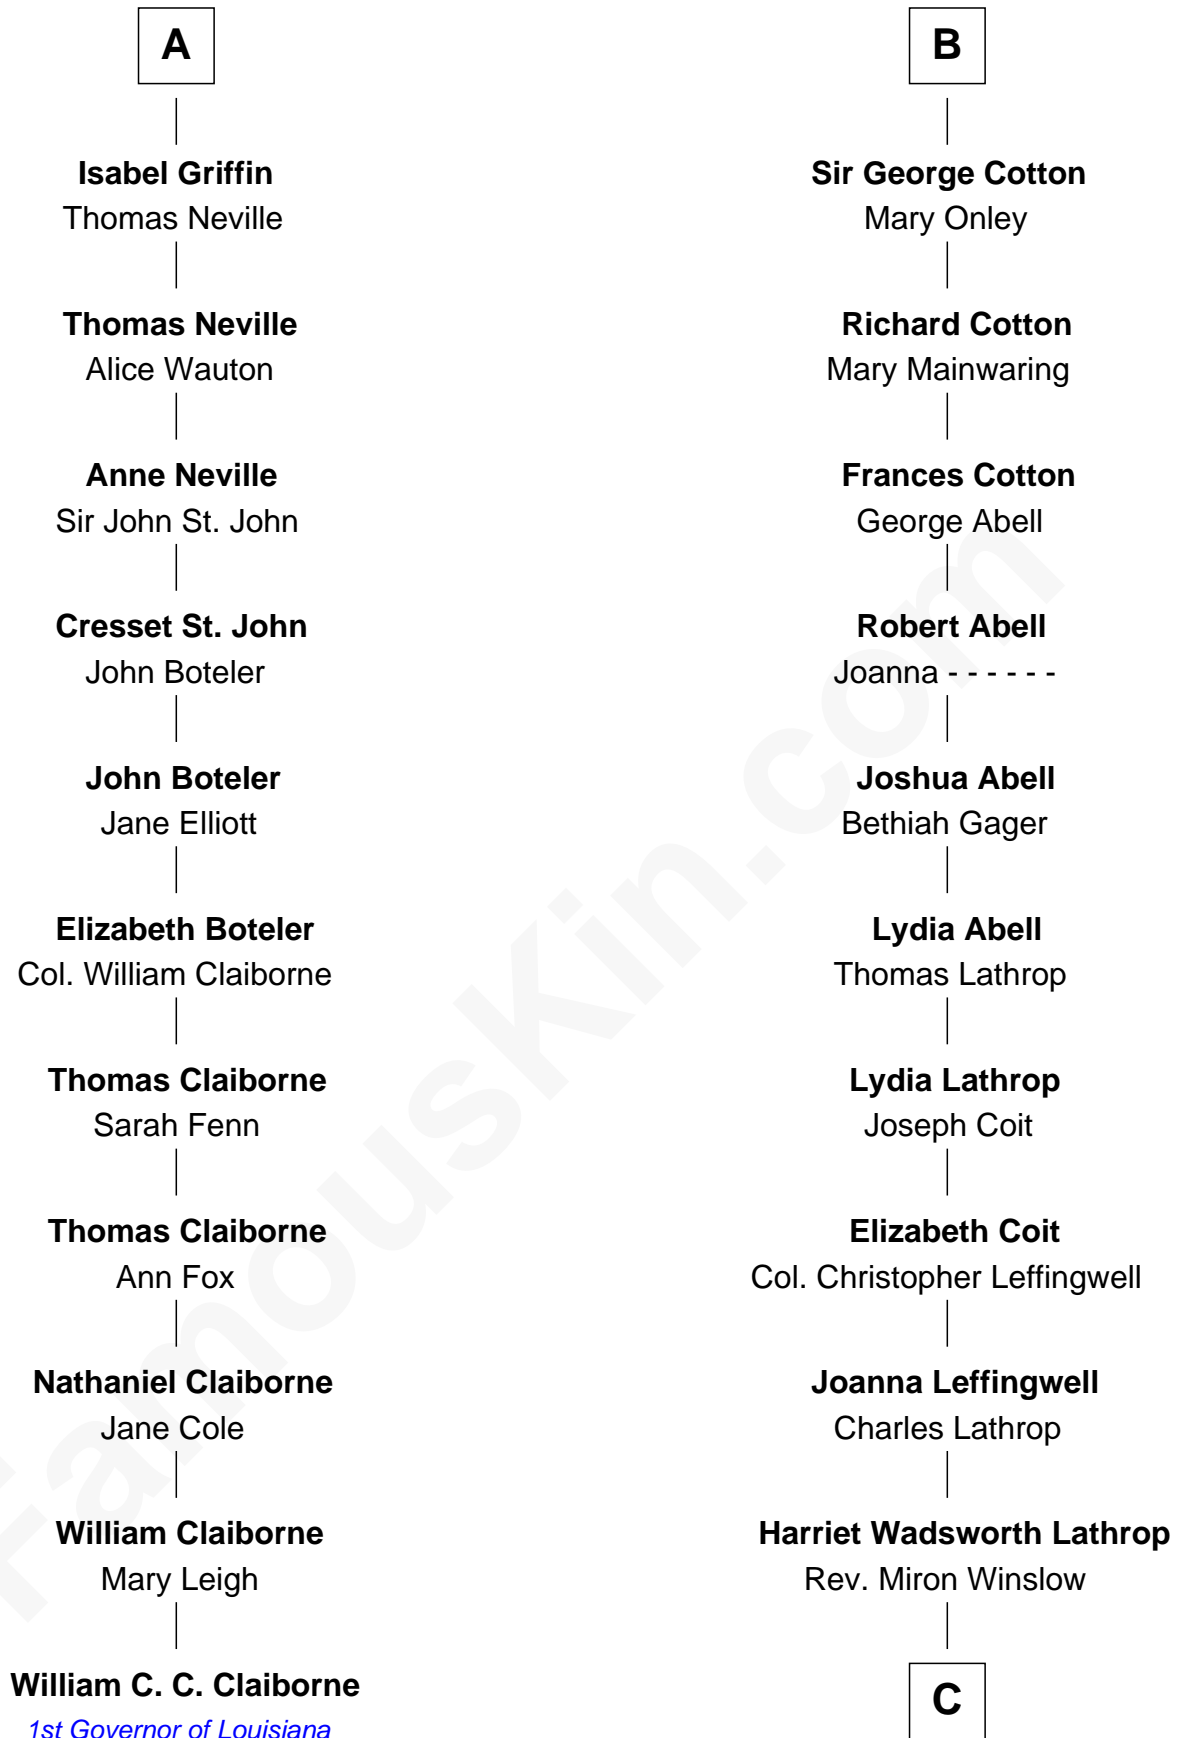 A
Isabel Griffin
Thomas Neville
Thomas Neville
Alice Wauton
Anne Neville
Sir John St. John
Cresset St. John
John Boteler
John Boteler
Jane Elliott
Elizabeth Boteler
Col. William Claiborne
Thomas Claiborne
Sarah Fenn
Thomas Claiborne
Ann Fox
Nathaniel Claiborne
Jane Cole
William Claiborne
Mary Leigh
William C. C. Claiborne
1st Governor of Louisiana
B
Sir George Cotton
Mary Onley
Richard Cotton
Mary Mainwaring
Frances Cotton
George Abell
Robert Abell
Joanna - - - - - -
Joshua Abell
Bethiah Gager
Lydia Abell
Thomas Lathrop
Lydia Lathrop
Joseph Coit
Elizabeth Coit
Col. Christopher Leffingwell
Joanna Leffingwell
Charles Lathrop
Harriet Wadsworth Lathrop
Rev. Miron Winslow
C
FamousKin.com